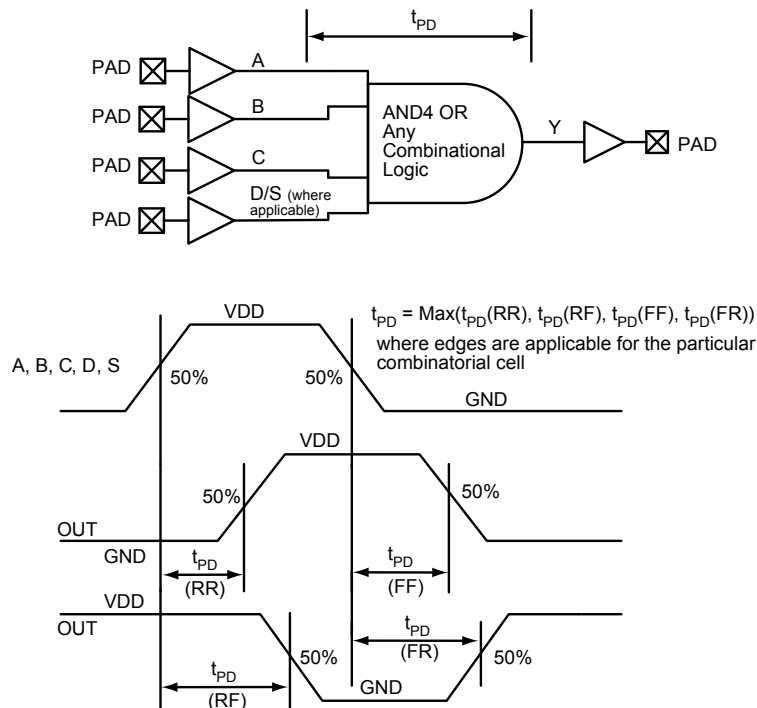 tPD
PAD
A
PAD
B
PAD
C
PAD
D/S (where
applicable)
AND4 OR
Any
Combinational
Logic
Y
PAD
tPD = Max(tPD(RR), tPD(RF), tPD(FF), tPD(FR))
where edges are applicable for the particular
combinatorial cell
VDD
A, B, C, D, S
50%
50%
GND
VDD
50%
50%
OUT
GND
tPD
(RR)
tPD
(FF)
VDD
OUT
tPD
(FR)
50%
50%
tPD
(RF)
GND